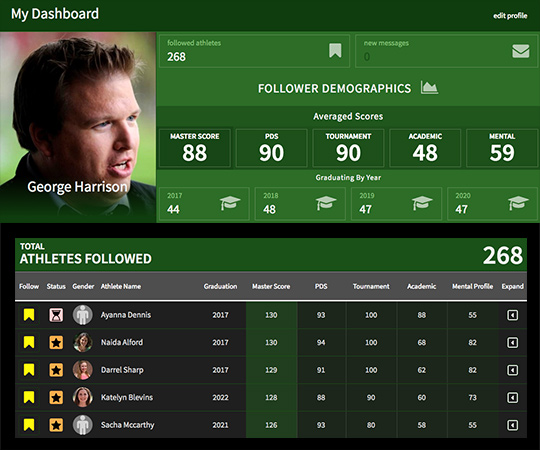 My Dashboard
edit profile
followed athletes
268
new messages
0
FOLLOWER DEMOGRAPHICS
Averaged Scores
MASTER SCORE PDS TOURNAMENT ACADEMIC MENTAL
88 90 90 48 59
Graduating By Year
2017 2018 2019 2020
44 48 47 47
George Harrison
TOTAL
ATHLETES FOLLOWED
268
Follow Status Gender Athlete Name Graduation Master Score PDS Tournament Academic Mental Profile Expand
Ayanna Dennis 2017 130 93 100 88 55
Naida Alford 2017 130 94 100 68 82
Darrel Sharp 2017 129 91 100 62 82
Katelyn Blevins 2022 128 88 90 60 73
Sacha Mccarthy 2021 126 93 80 58 55